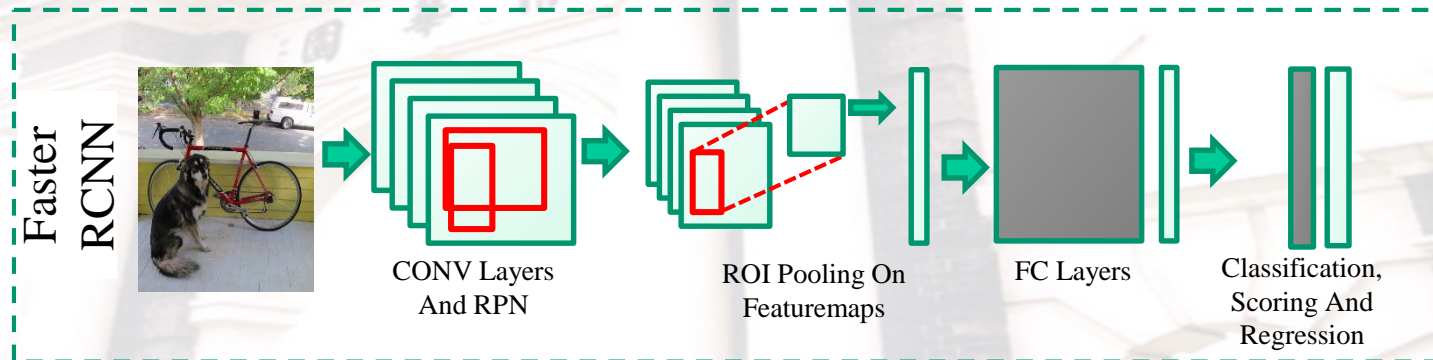 Faster
RCNN
CONV Layers
And RPN
ROI Pooling On
Featuremaps
FC Layers
Classification,
Scoring And
Regression